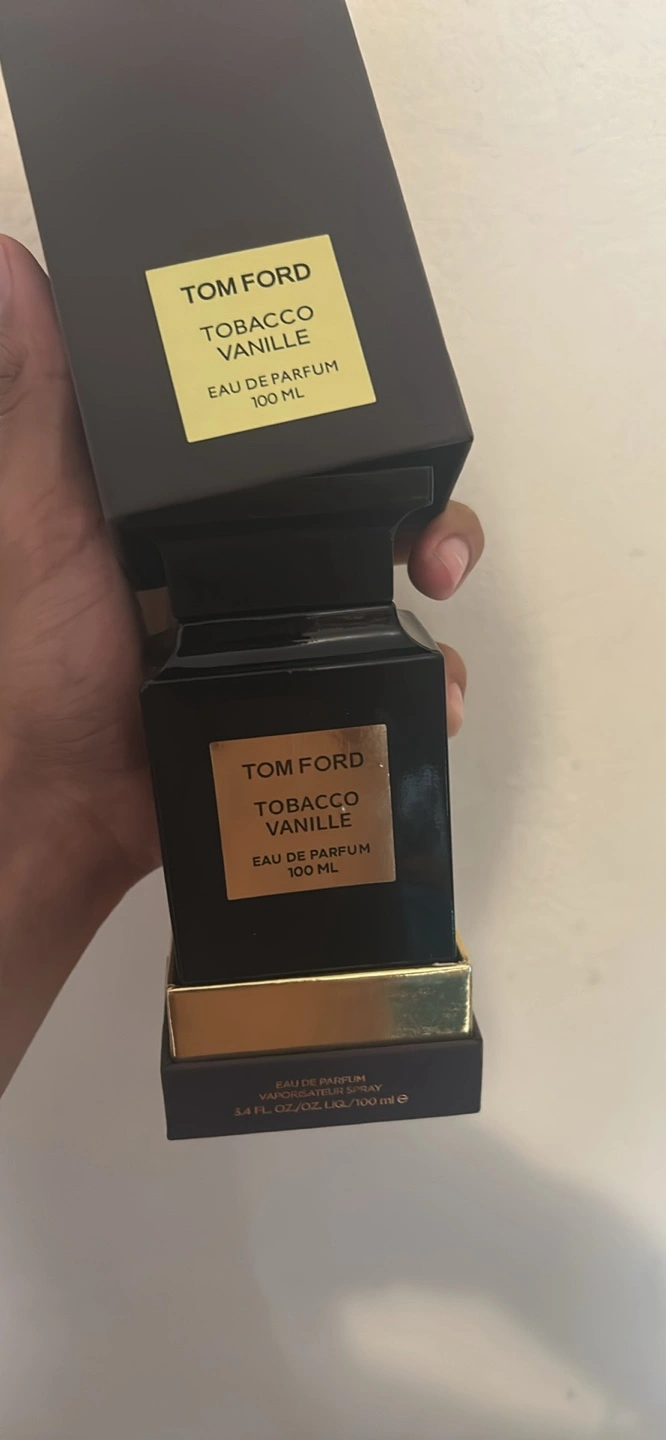 TOM FORD
TOBACCO
VANILLE
EAU DE PARFUM
100 ML
TOM FORD
TOBACCO
VANILLE
EAU DE PARFUM
100 ML
EAU DE PARFUM
VAPORISATEUR SPRAY
3.4 FL. OZ./OZ. LIQ./100 ml ℮